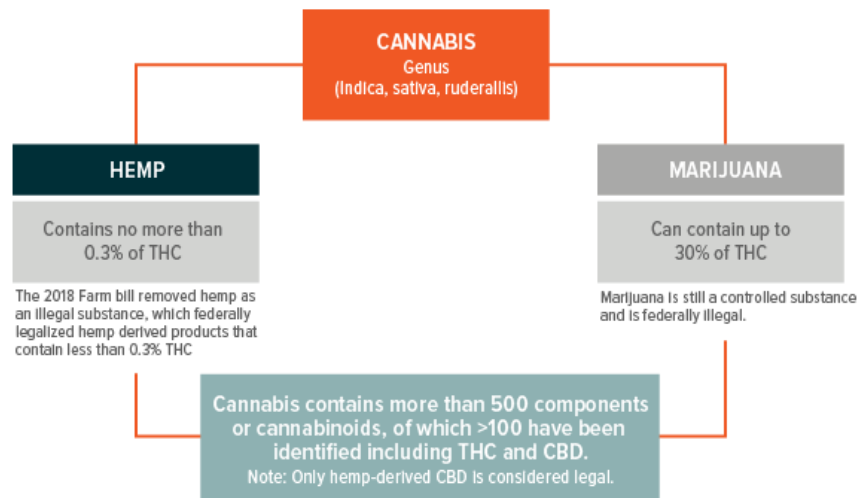 CANNABIS
Genus
(Indica, sativa, ruderallis)
HEMP
MARIJUANA
Contains no more than
0.3% of THC
Can contain up to
30% of THC
The 2018 Farm bill removed hemp as
an illegal substance, which federally
legalized hemp derived products that
contain less than 0.3% THC
Marijuana is still a controlled substance
and is federally illegal.
Cannabis contains more than 500 components
or cannabinoids, of which >100 have been
identified including THC and CBD.
Note: Only hemp-derived CBD is considered legal.